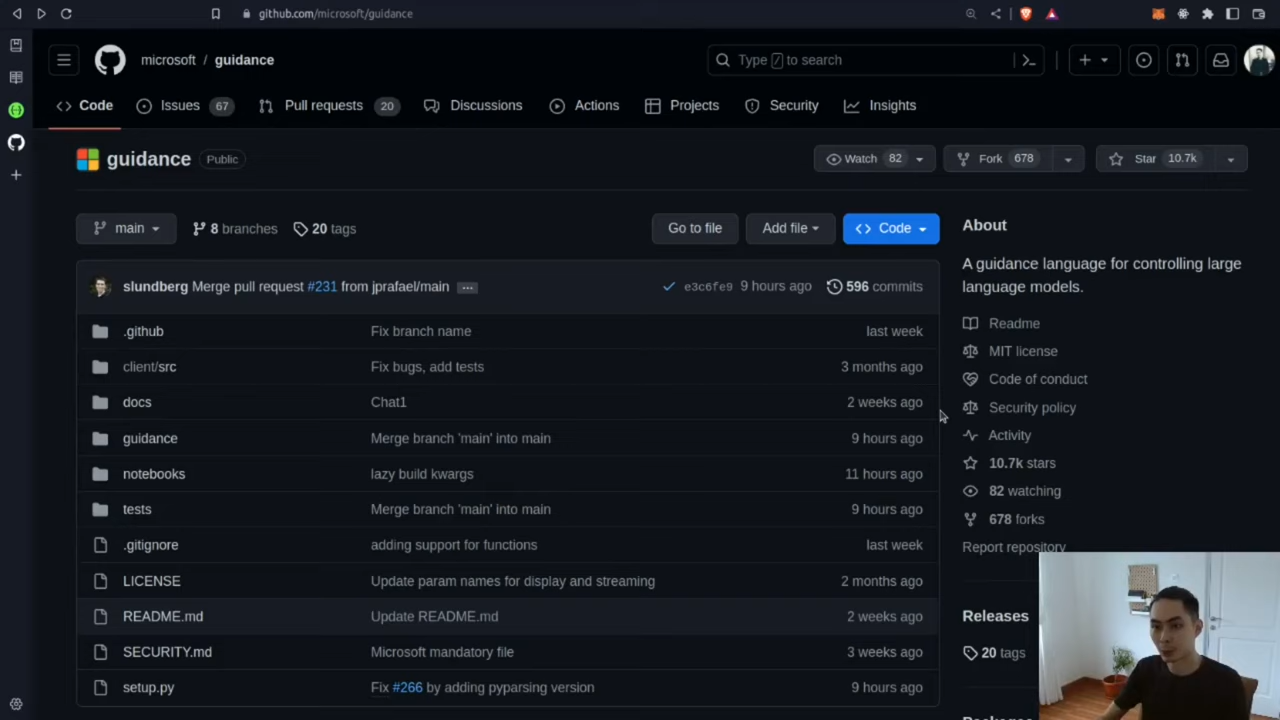 github.com/microsoft/guidance
microsoft / guidance
Type / to search
Code
Issues 67
Pull requests 20
Discussions
Actions
Projects
Security
Insights
guidance Public
Watch 82
Fork 678
Star 10.7k
main
8 branches
20 tags
Go to file
Add file
Code
slundberg Merge pull request #231 from jprafael/main ...
e3c6fe9 9 hours ago
596 commits
.github Fix branch name last week
client/src Fix bugs, add tests 3 months ago
docs Chat1 2 weeks ago
guidance Merge branch 'main' into main 9 hours ago
notebooks lazy build kwargs 11 hours ago
tests Merge branch 'main' into main 9 hours ago
.gitignore adding support for functions last week
LICENSE Update param names for display and streaming 2 months ago
README.md Update README.md 2 weeks ago
SECURITY.md Microsoft mandatory file 3 weeks ago
setup.py Fix #266 by adding pyparsing version 9 hours ago
About
A guidance language for controlling large
language models.
Readme
MIT license
Code of conduct
Security policy
Activity
10.7k stars
82 watching
678 forks
Report repository
Releases
20 tags